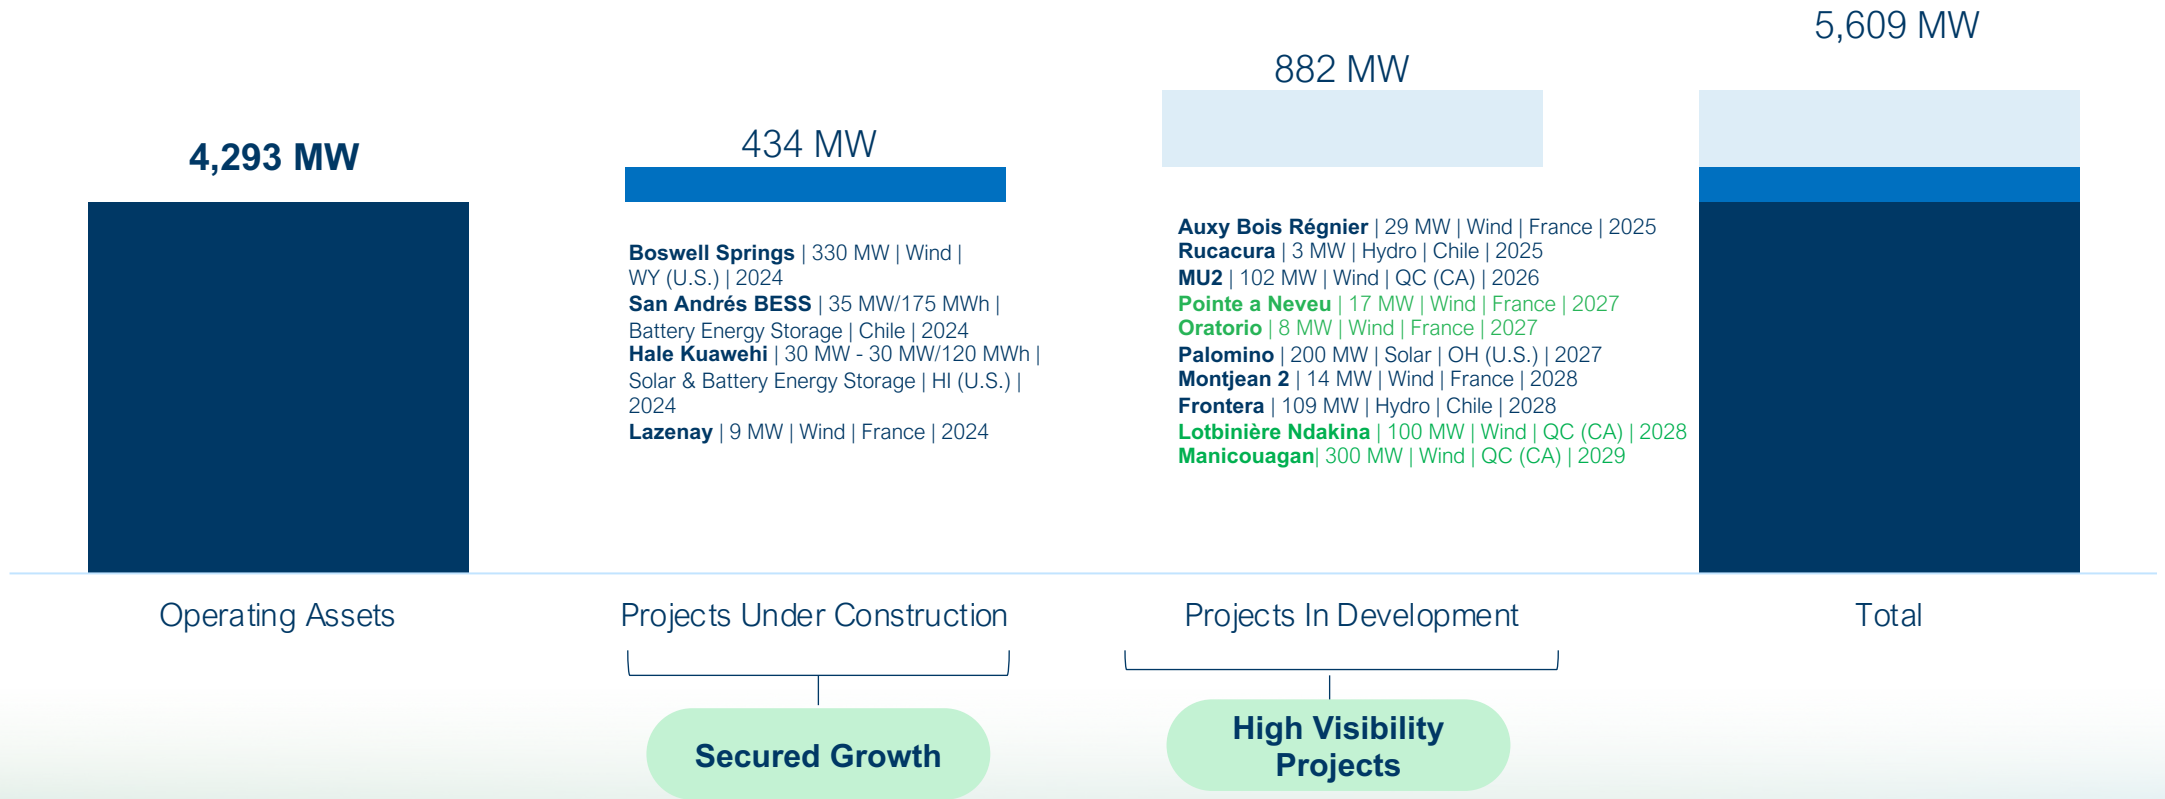 4,293 MW
434 MW
882 MW
5,609 MW
Boswell Springs | 330 MW | Wind |
WY (U.S.) | 2024
San Andrés BESS | 35 MW/175 MWh |
Battery Energy Storage | Chile | 2024
Hale Kuawehi | 30 MW - 30 MW/120 MWh |
Solar & Battery Energy Storage | HI (U.S.) |
2024
Lazenay | 9 MW | Wind | France | 2024
Auxy Bois Régnier | 29 MW | Wind | France | 2025
Rucacura | 3 MW | Hydro | Chile | 2025
MU2 | 102 MW | Wind | QC (CA) | 2026
Pointe a Neveu | 17 MW | Wind | France | 2027
Oratorio | 8 MW | Wind | France | 2027
Palomino | 200 MW | Solar | OH (U.S.) | 2027
Montjean 2 | 14 MW | Wind | France | 2028
Frontera | 109 MW | Hydro | Chile | 2028
Lotbinière Ndakina | 100 MW | Wind | QC (CA) | 2028
Manicouagan| 300 MW | Wind | QC (CA) | 2029
Operating Assets
Projects Under Construction
Projects In Development
Total
Secured Growth
High Visibility
Projects